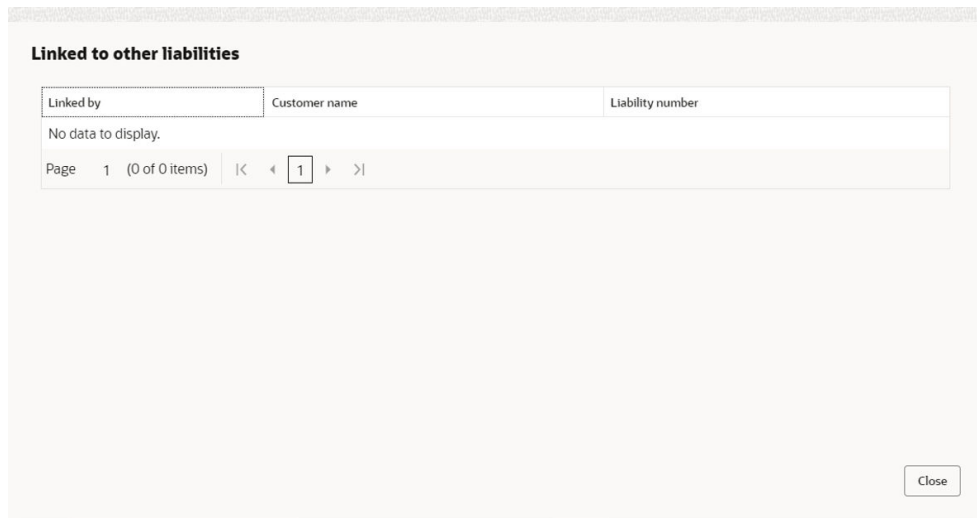 Linked to other liabilities
Linked by Customer name Liability number
No data to display.
Page 1 (0 of 0 items) 1
Close